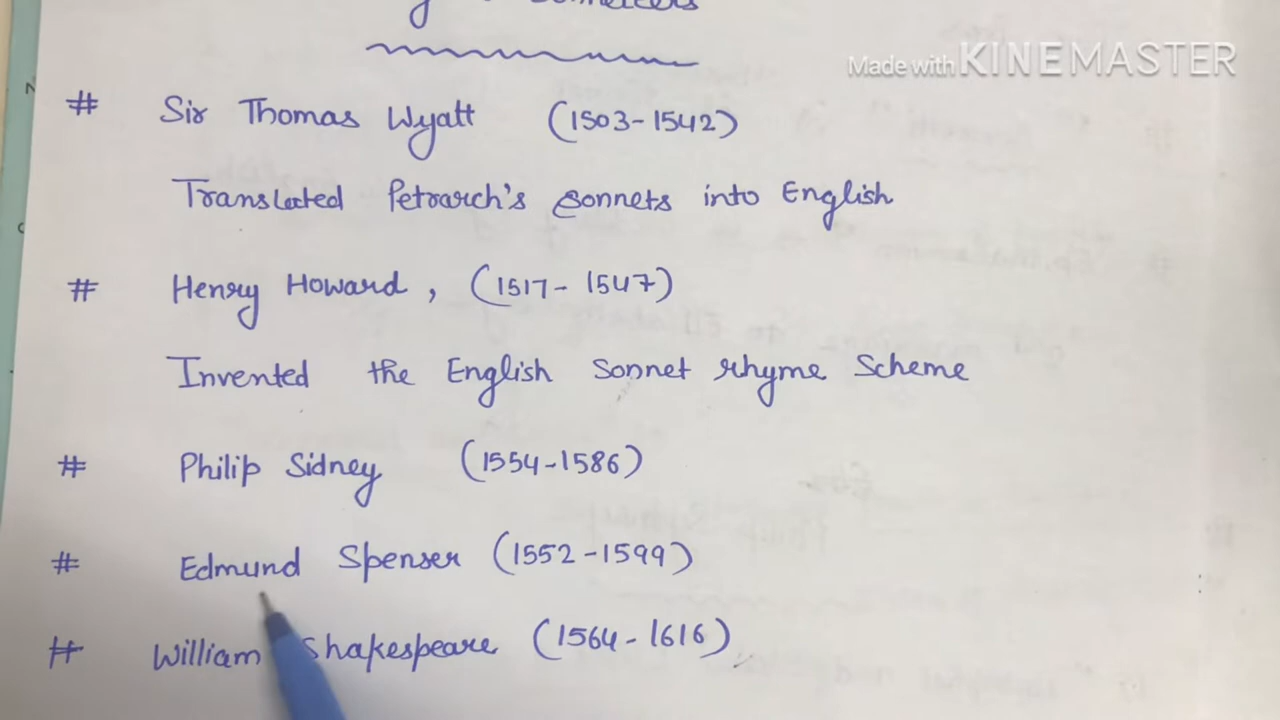 Made with KINEMASTER
# Sir Thomas Wyatt (1503-1542)
Translated Petrarch's sonnets into English
# Henry Howard, (1517-1547)
Invented the English Sonnet rhyme Scheme
# Philip Sidney (1554-1586)
# Edmund Spenser (1552-1599)
# William Shakespeare (1564-1616)